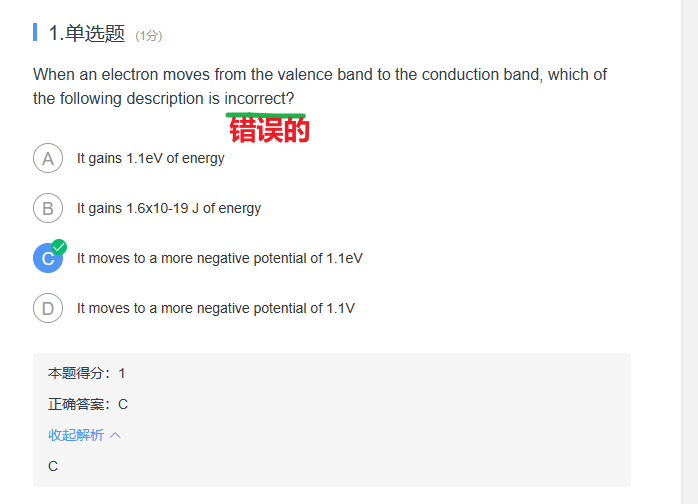 1.单选题 (1分)
When an electron moves from the valence band to the conduction band, which of
the following description is incorrect?
错误的
A It gains 1.1eV of energy
B It gains 1.6x10-19 J of energy
C It moves to a more negative potential of 1.1eV
D It moves to a more negative potential of 1.1V
本题得分：1
正确答案：C
收起解析
C